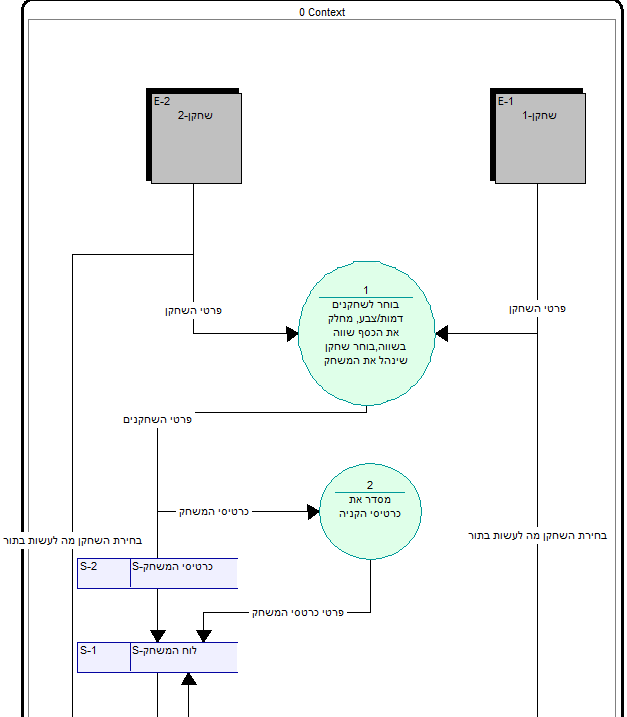 0 Context
E-2
שחקן-2
E-1
שחקן-1
1
בוחר לשחקנים
דמות/צבע, מחלק
את הכסף שווה
בשווה,בוחר שחקן
שינהל את המשחק
פרטי השחקן
פרטי השחקן
פרטי השחקנים
2
מסדר את
כרטיסי הקניה
כרטיסי המשחק
בחירת השחקן מה לעשות בתור
בחירת השחקן מה לעשות בתור
S-2
כרטיסי המשחק-S
פרטי כרטסי המשחק
S-1
לוח המשחק-S